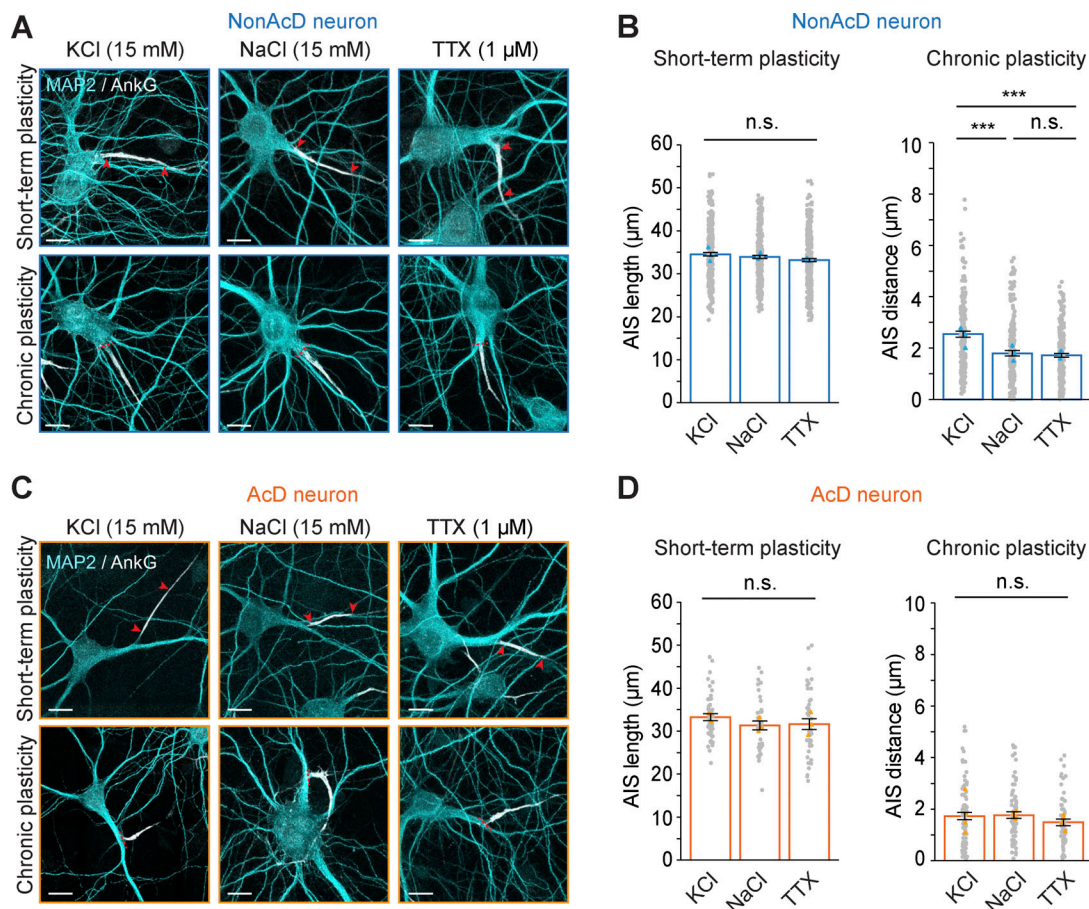 A
NonAcD neuron
KCl (15 mM)
NaCl (15 mM)
TTX (1 µM)
MAP2 / AnkG
Short-term plasticity
Chronic plasticity
B
NonAcD neuron
Short-term plasticity
n.s.
AIS length (µm)
60
50
40
30
20
10
0
KCl
NaCl
TTX
Chronic plasticity
***
***
n.s.
AIS distance (µm)
10
8
6
4
2
0
KCl
NaCl
TTX
C
AcD neuron
KCl (15 mM)
NaCl (15 mM)
TTX (1 µM)
MAP2 / AnkG
Short-term plasticity
Chronic plasticity
D
AcD neuron
Short-term plasticity
n.s.
AIS length (µm)
60
50
40
30
20
10
0
KCl
NaCl
TTX
Chronic plasticity
n.s.
AIS distance (µm)
10
8
6
4
2
0
KCl
NaCl
TTX